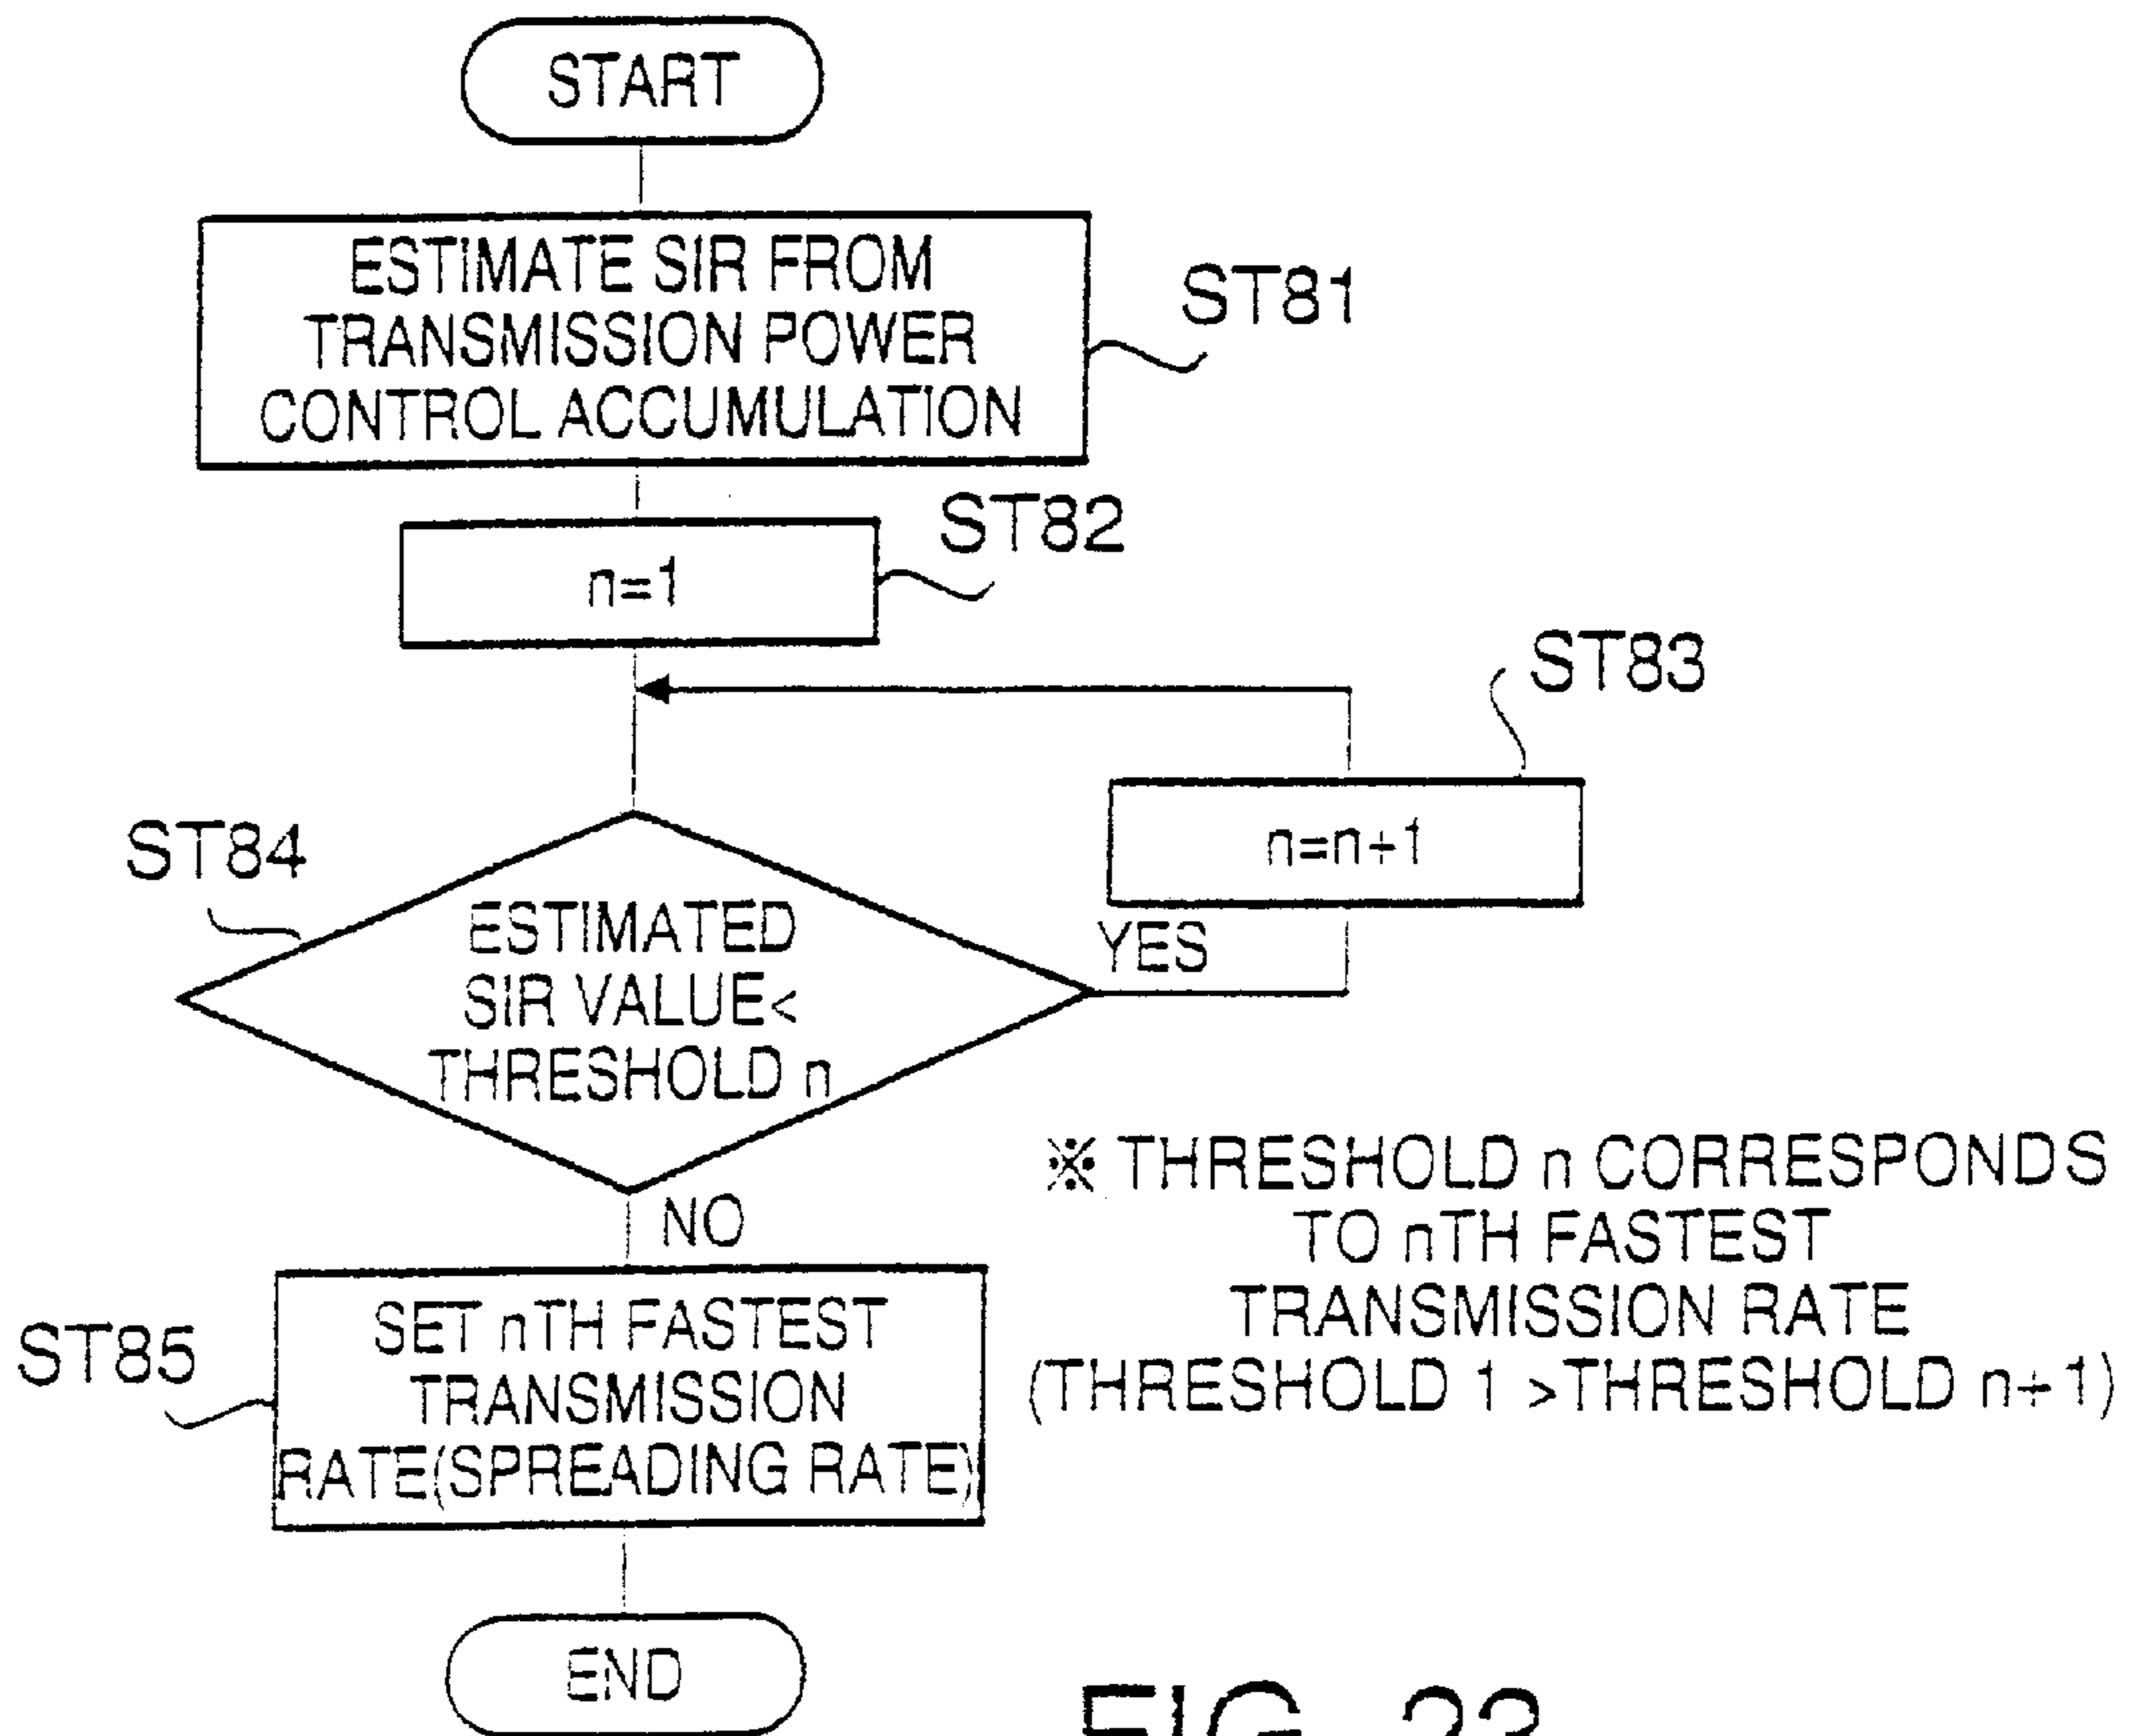 START
ESTIMATE SIR FROM
TRANSMISSION POWER
CONTROL ACCUMULATION
ST81
n=1
ST82
n=n+1
ST83
ST84
ESTIMATED
SIR VALUE<
THRESHOLD n
YES
NO
※ THRESHOLD n CORRESPONDS
TO nTH FASTEST
TRANSMISSION RATE
(THRESHOLD 1 >THRESHOLD n+1)
SET nTH FASTEST
TRANSMISSION
RATE(SPREADING RATE)
ST85
END